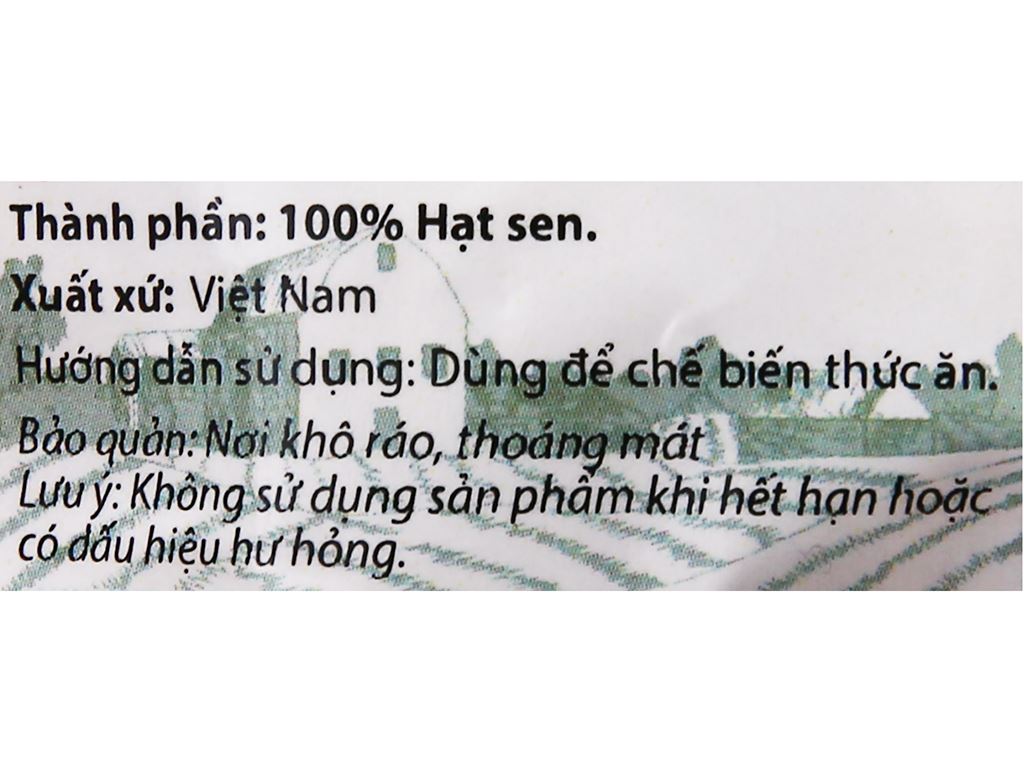 Thành phần: 100% Hạt sen.
Xuất xứ: Việt Nam
Hướng dẫn sử dụng: Dùng để chế biến thức ăn.
Bảo quản: Nơi khô ráo, thoáng mát
Lưu ý: Không sử dụng sản phẩm khi hết hạn hoặc
có dấu hiệu hư hỏng.